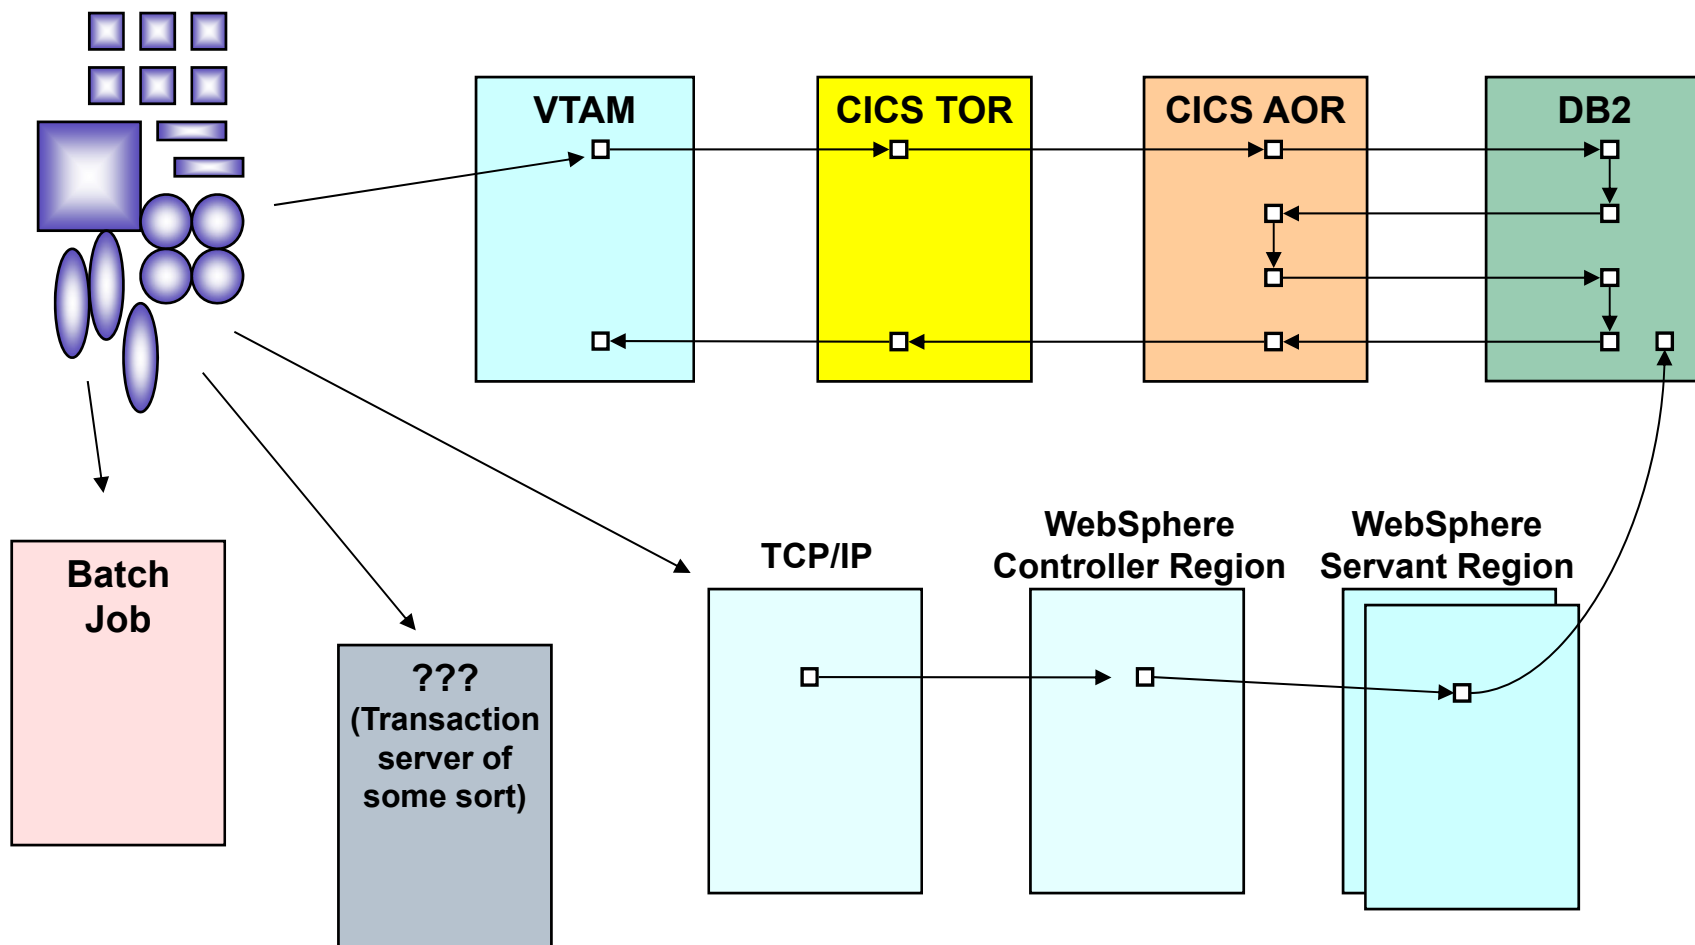 VTAM
CICS TOR
CICS AOR
DB2
Batch
Job
???
(Transaction
server of
some sort)
TCP/IP
WebSphere
Controller Region
WebSphere
Servant Region